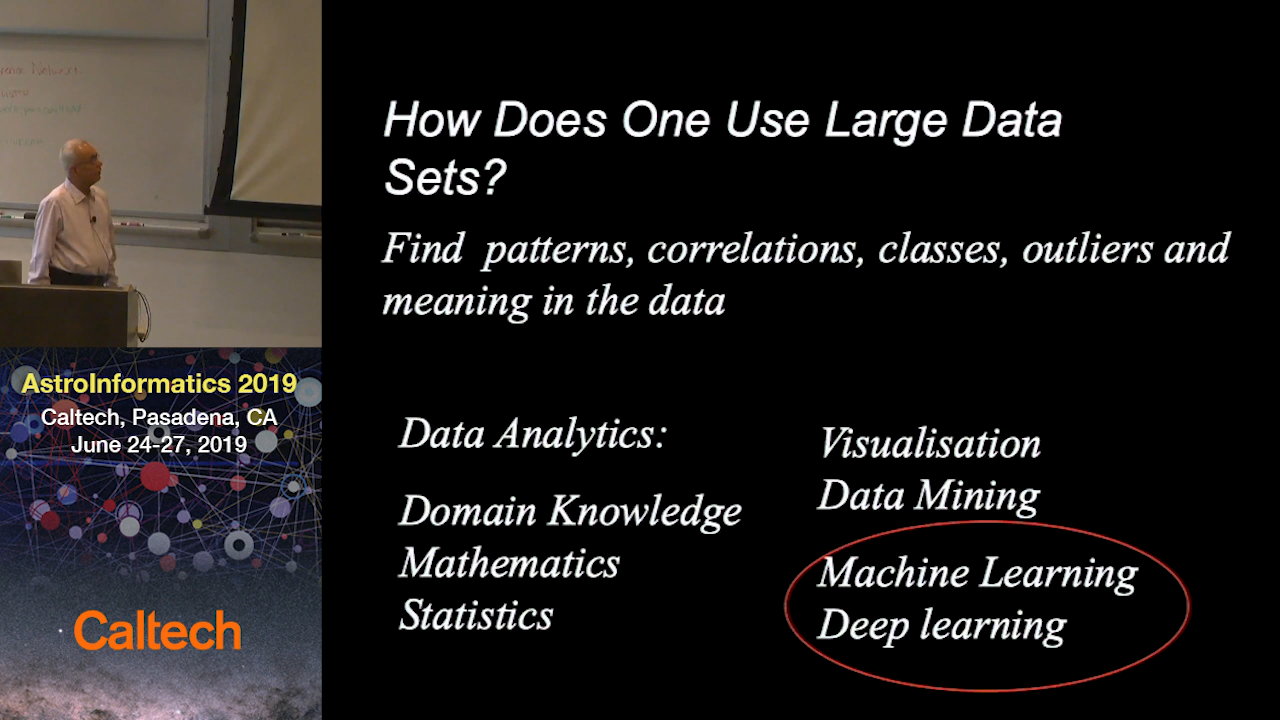 How Does One Use Large Data
Sets?
Find patterns, correlations, classes, outliers and
meaning in the data
Data Analytics:
Domain Knowledge
Mathematics
Statistics
Visualisation
Data Mining
Machine Learning
Deep learning
AstroInformatics 2019
Caltech, Pasadena, CA
June 24-27, 2019
Caltech